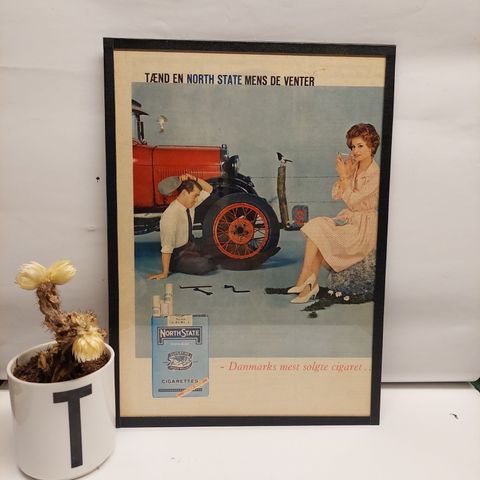 TÆND EN NORTH STATE MENS DE VENTER
NORTH STATE
CIGARETTES
- Danmarks mest solgte cigaret ..
T